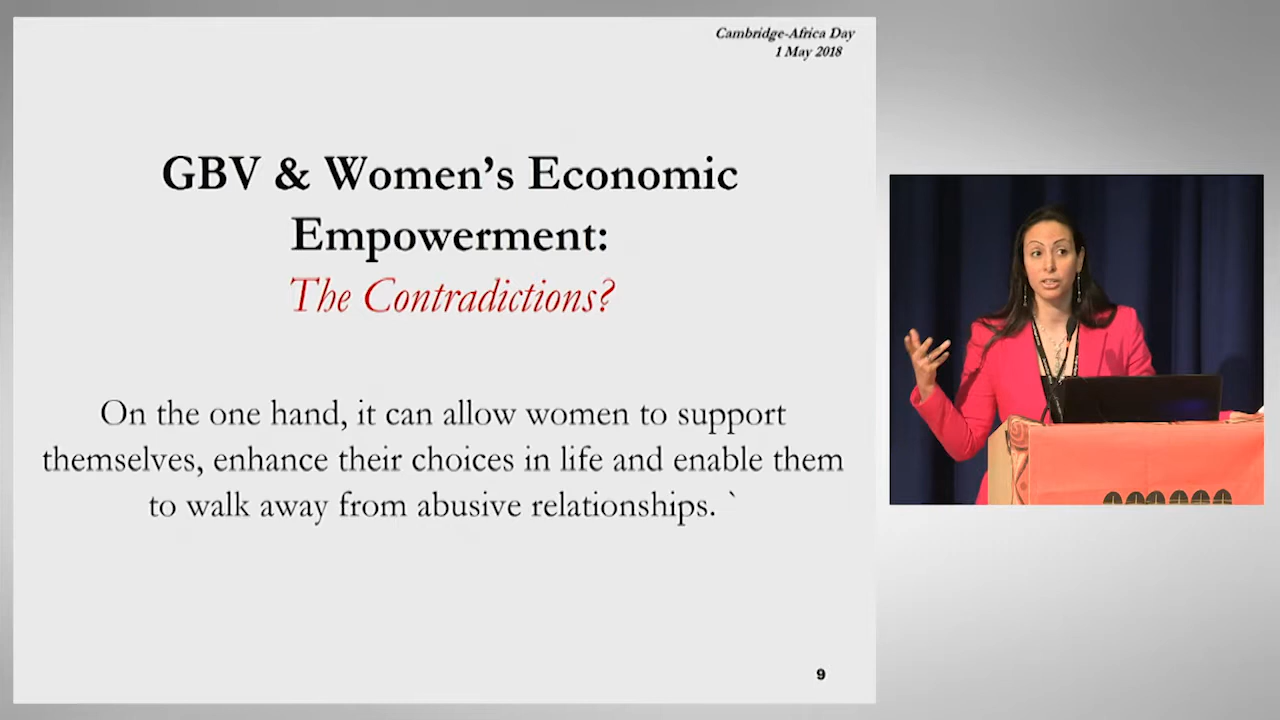 Cambridge-Africa Day
1 May 2018
GBV & Women's Economic
Empowerment:
The Contradictions?
On the one hand, it can allow women to support
themselves, enhance their choices in life and enable them
to walk away from abusive relationships. `
9